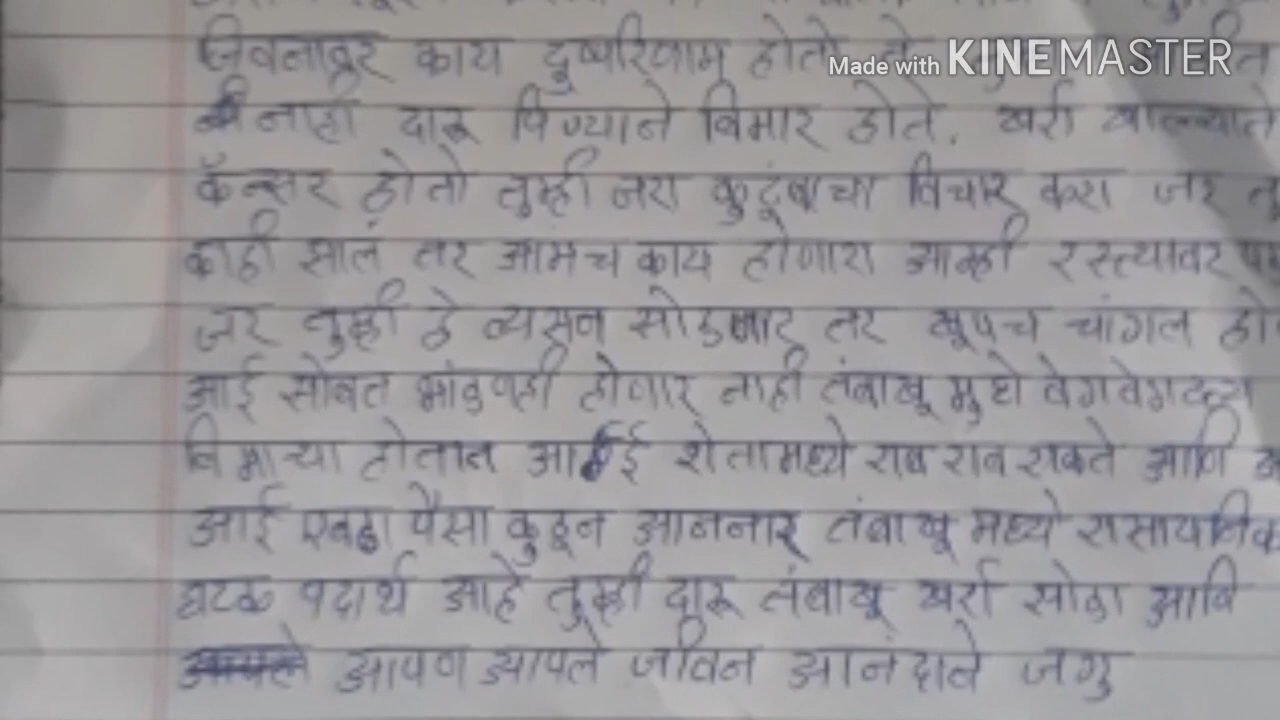 जिवनावर काय दुष्परिणाम होतो ते
Made with KINEMASTER
नाही दारू पिण्याने बिमार होते. खर्रा खाल्याने
कॅन्सर होतो तुम्ही जरा कुटूंबाचा विचार करा जर
काही झालं तर आमच काय होणारा आम्ही रस्त्यावर
जर तुम्ही हे व्यसन सोडणार तर खूपच चांगल
आई सोबत भांडणही होणार नाही तंबाखू मुळे वेगवेगळ्या
बिमाऱ्या होतात आई शेतामध्ये राब राब राबते आणि
आई एवढा पैसा कुठून आननार तंबाखू मध्ये रासायनिक
घटक पदार्थ आहे तुम्ही दारू तंबाखू खर्रा सोडा आणि
आपण आपले जीवन आनंदाने जगु